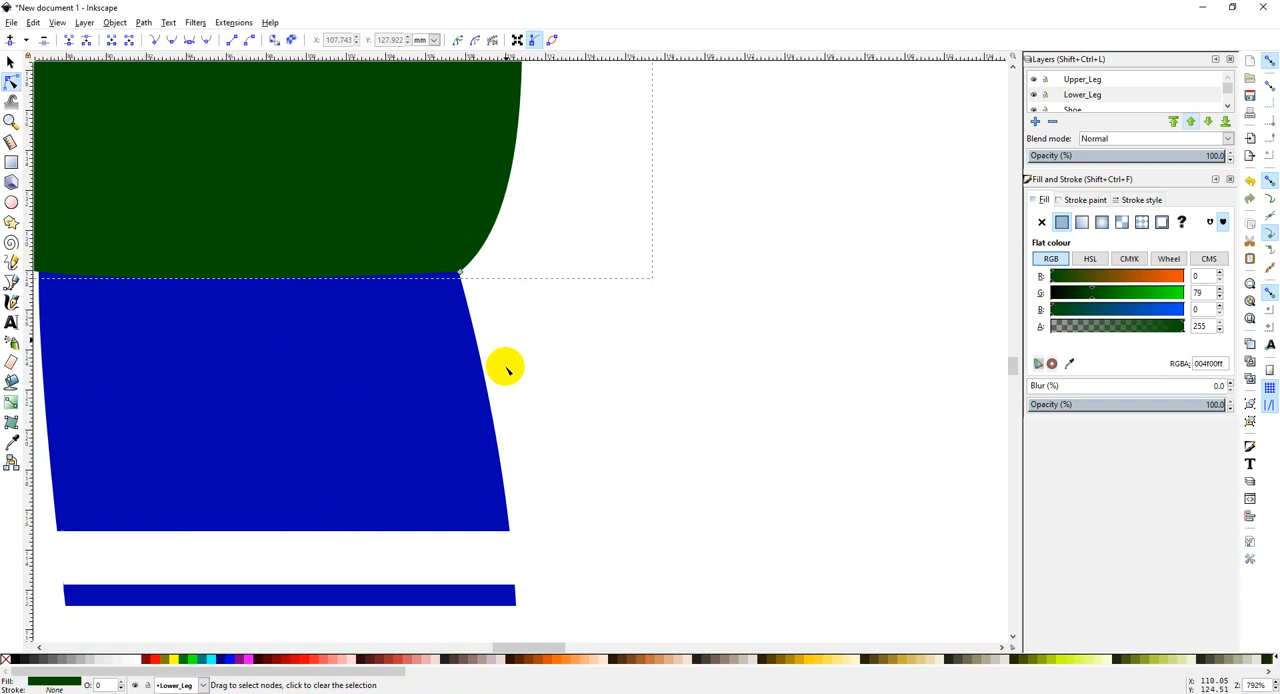 *New document 1 - Inkscape
File Edit View Layer Object Path Text Filters Extensions Help
X: 107.743 Y: 127.922 mm
Layers (Shift+Ctrl+L)
Upper_Leg
Lower_Leg
Shoe
Blend mode: Normal
Opacity (%) 100.0
Fill and Stroke (Shift+Ctrl+F)
Fill Stroke paint Stroke style
Flat colour
RGB HSL CMYK Wheel CMS
R: 0
G: 79
B: 0
A: 255
RGBA: 004f00ff
Blur (%) 0.0
Opacity (%) 100.0
Fill:
Stroke: None
O: 0
•Lower_Leg
Drag to select nodes, click to clear the selection
X: 110.05
Y: 124.51
Z: 792%